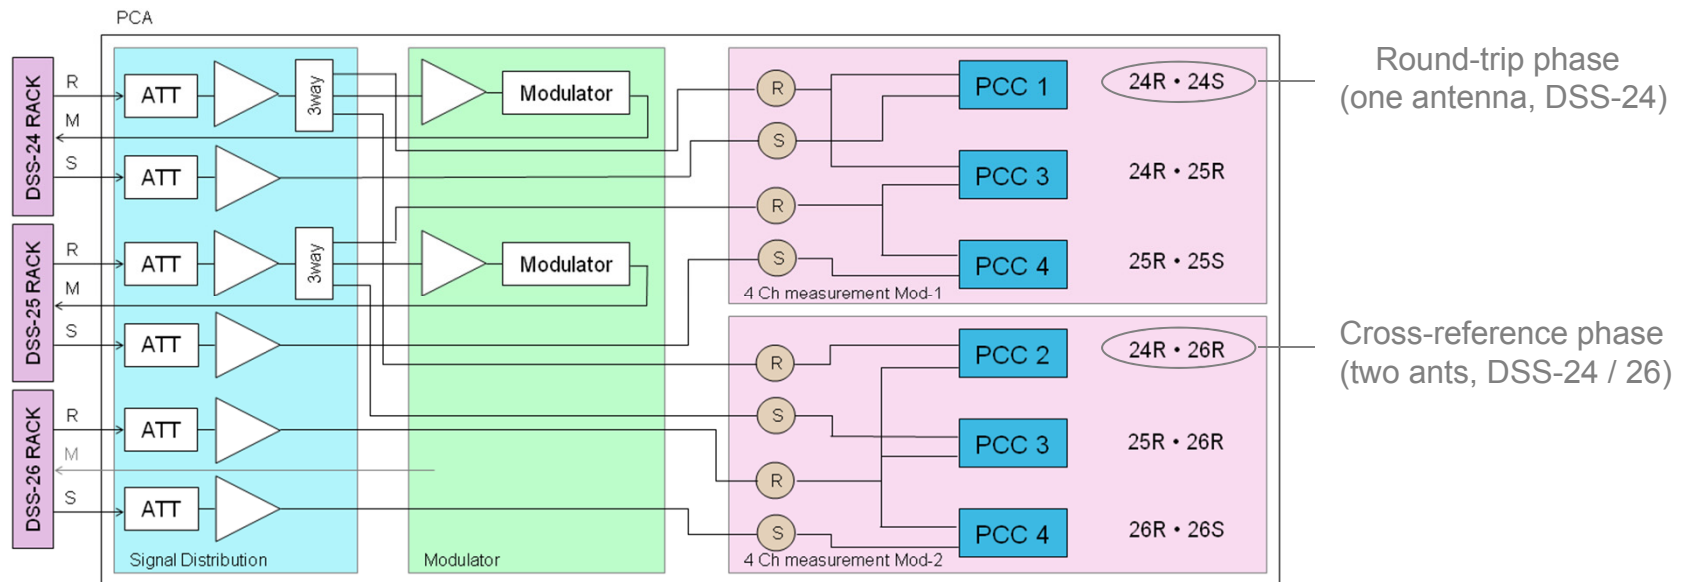 PCA
DSS-24 RACK
R
M
S
ATT
3way
Modulator
ATT
R
S
PCC 1
24R • 24S
Round-trip phase
(one antenna, DSS-24)
PCC 3
24R • 25R
DSS-25 RACK
R
M
S
ATT
3way
Modulator
ATT
R
S
PCC 4
25R • 25S
4 Ch measurement Mod-1
R
S
PCC 2
24R • 26R
Cross-reference phase
(two ants, DSS-24 / 26)
DSS-26 RACK
R
M
S
ATT
ATT
PCC 3
25R • 26R
R
S
PCC 4
26R • 26S
Signal Distribution
Modulator
4 Ch measurement Mod-2